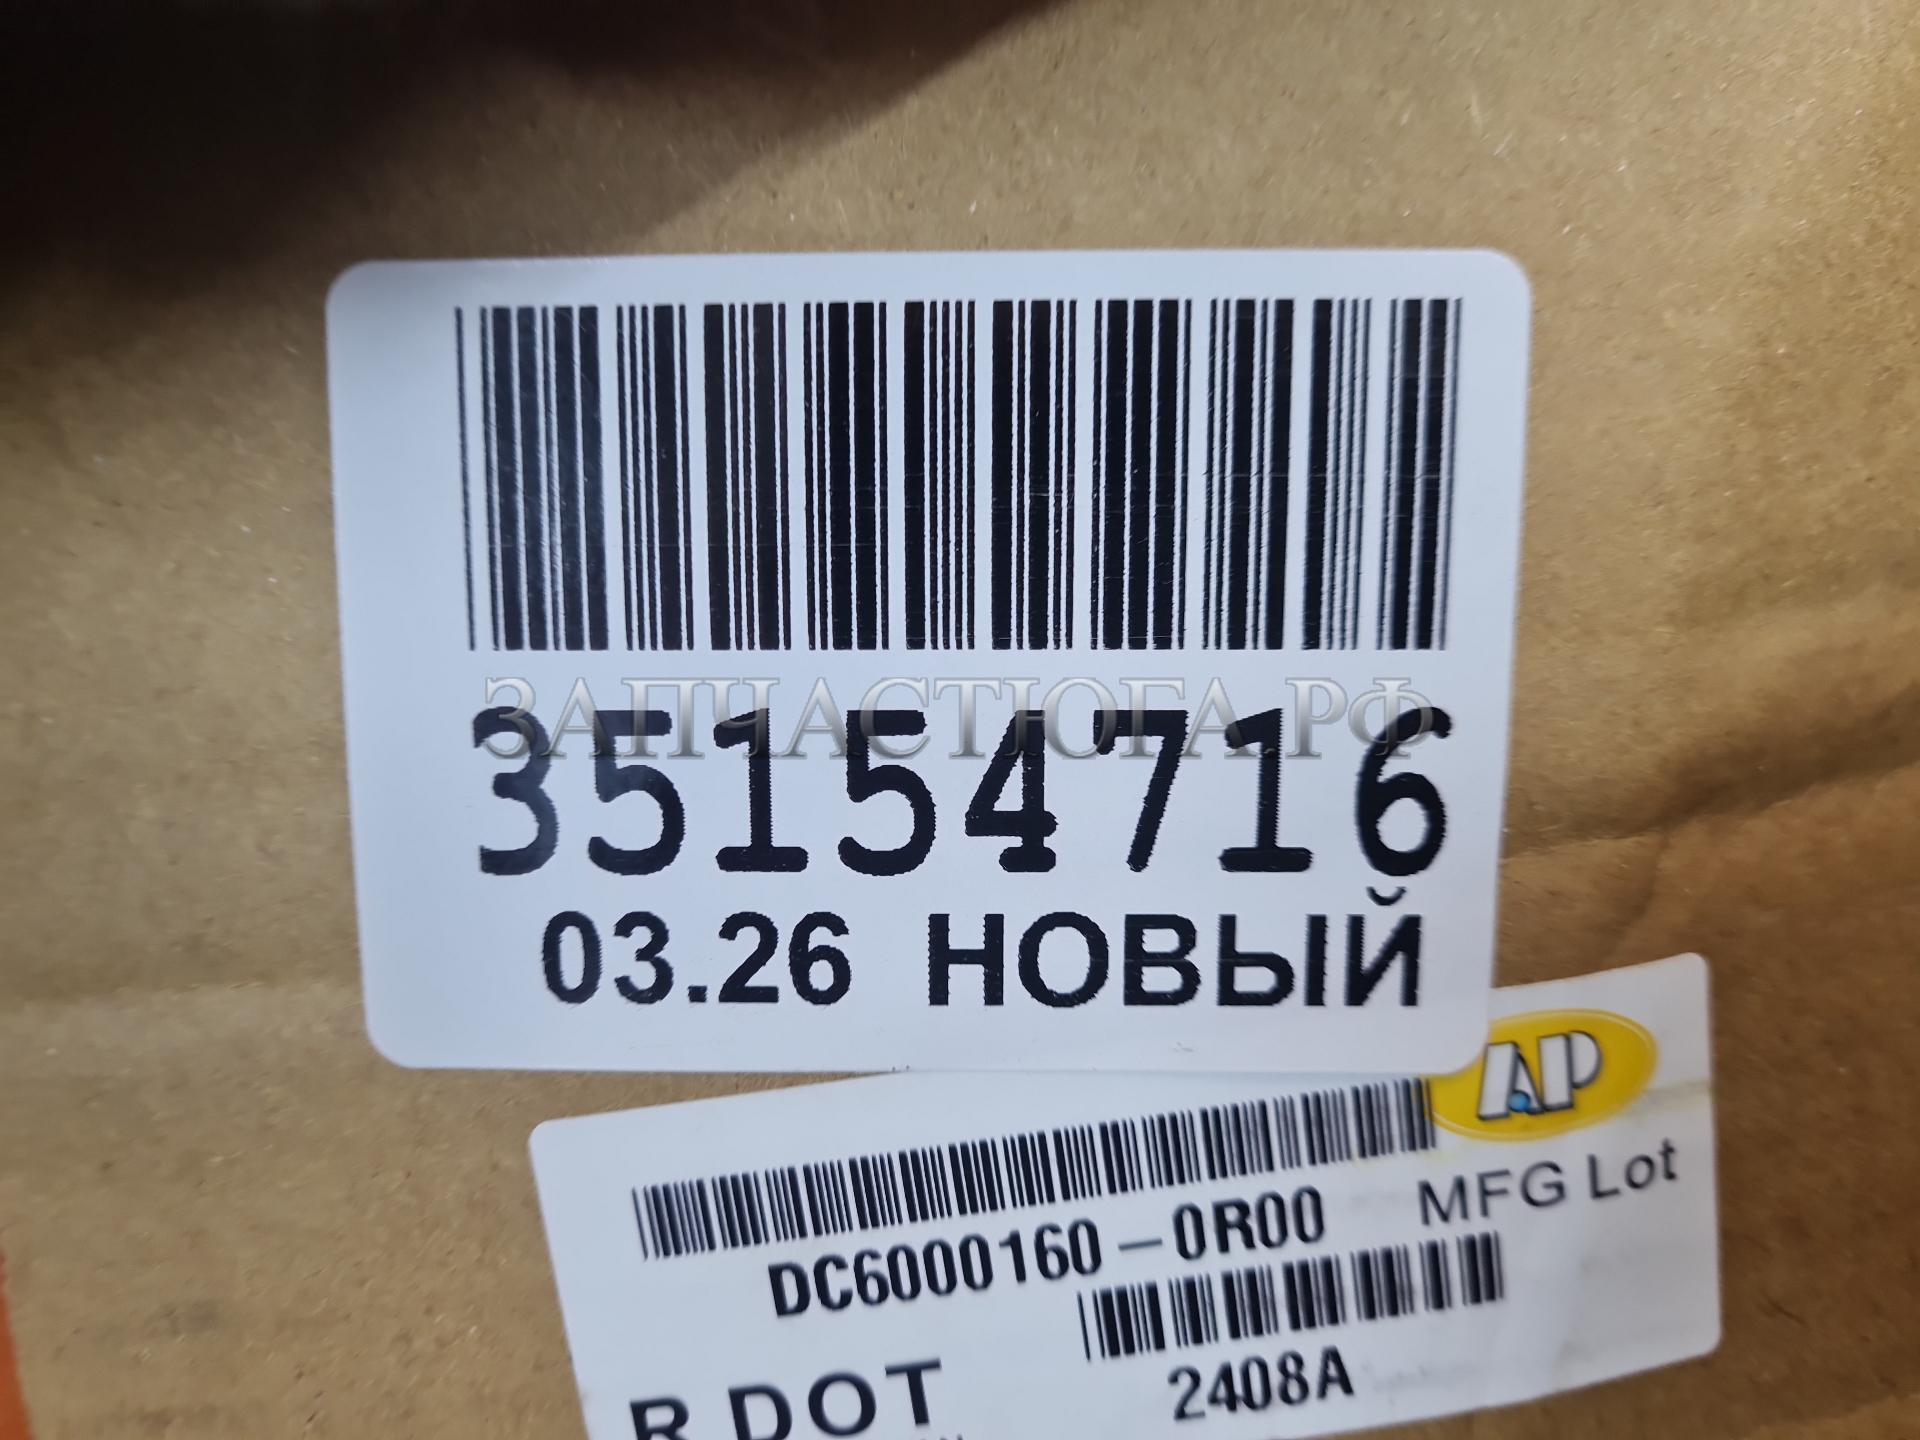 ЗАПЧАСТЮГА.РФ
35154716
03.26 НОВЫЙ
AP
DC6000160-0R00
MFG Lot
2408A
R DOT